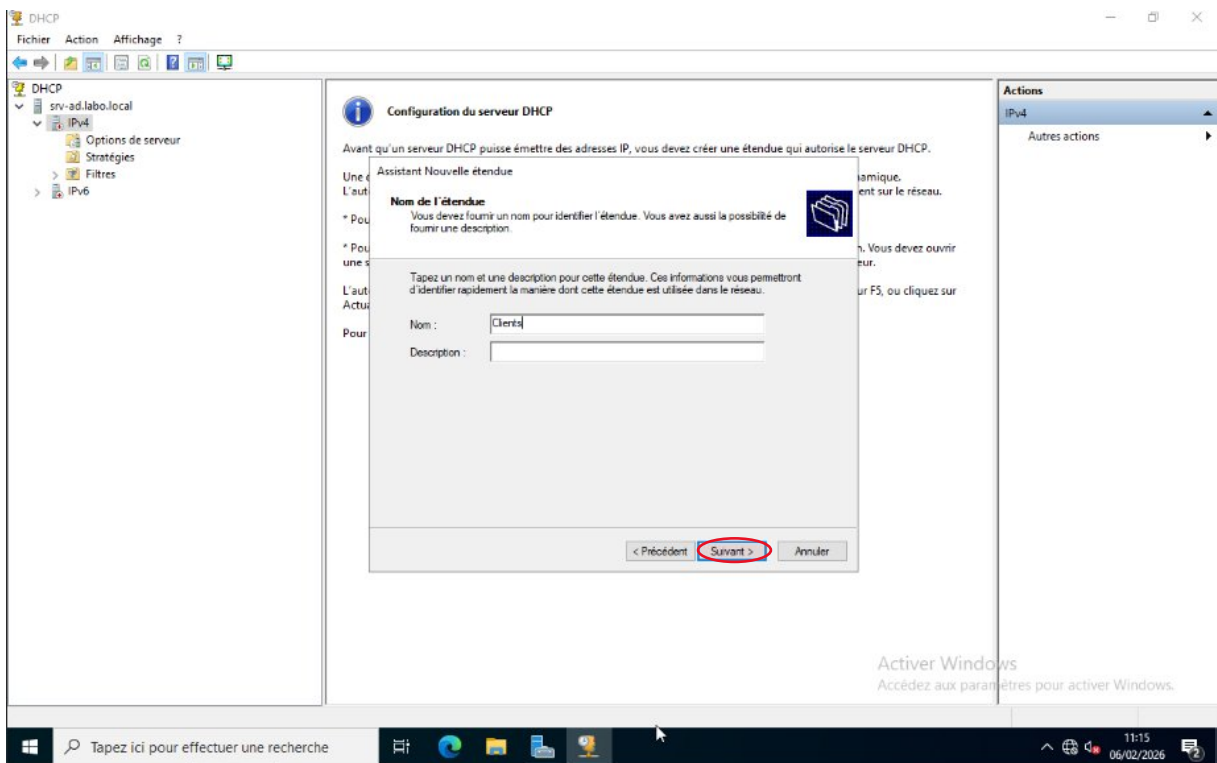 DHCP
Fichier Action Affichage ?
DHCP
srv-ad.labo.local
IPv4
Options de serveur
Stratégies
Filtres
IPv6
Configuration du serveur DHCP
Avant qu'un serveur DHCP puisse émettre des adresses IP, vous devez créer une étendue qui autorise le serveur DHCP.
Une
amique.
L'aut
ent sur le réseau.
* Pou
* Pou
n. Vous devez ouvrir
une s
eur.
L'aut
ur F5, ou cliquez sur
Actua
Pour
Assistant Nouvelle étendue
Nom de l'étendue
Vous devez fournir un nom pour identifier l'étendue. Vous avez aussi la possibilité de
fournir une description.
Tapez un nom et une description pour cette étendue. Ces informations vous permettront
d'identifier rapidement la manière dont cette étendue est utilisée dans le réseau.
Nom : Clients
Description :
< Précédent Suivant > Annuler
Actions
IPv4
Autres actions
Activer Windows
Accédez aux paramètres pour activer Windows.
Tapez ici pour effectuer une recherche
11:15
06/02/2026
2